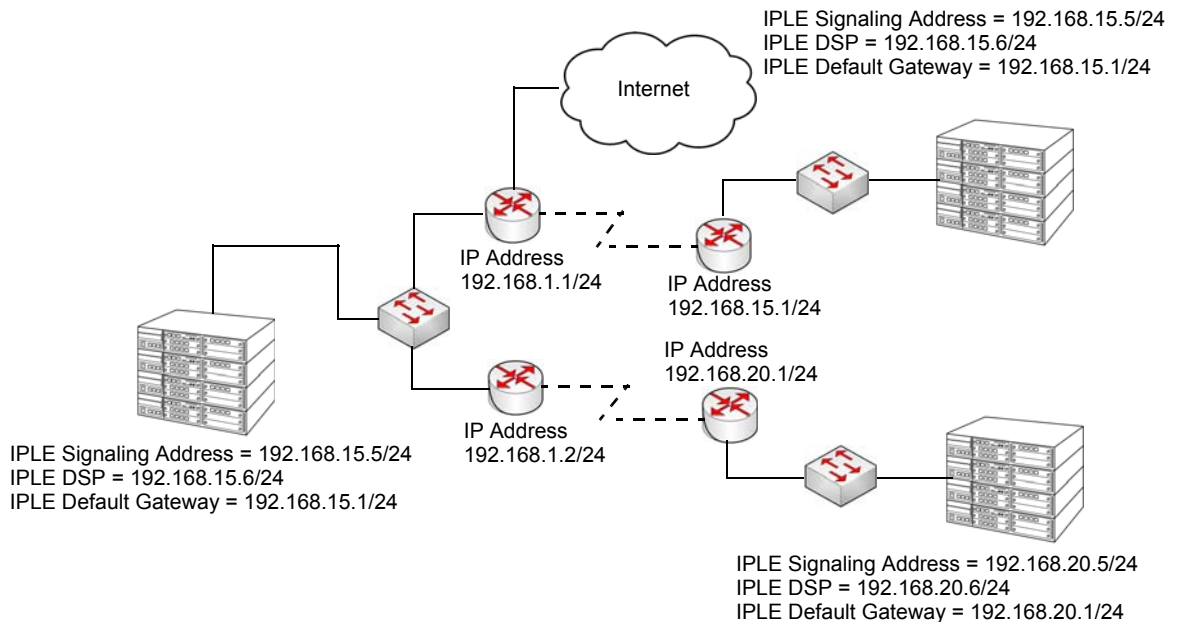 IPLE Signaling Address = 192.168.15.5/24
IPLE DSP = 192.168.15.6/24
IPLE Default Gateway = 192.168.15.1/24
Internet
IP Address
192.168.1.1/24
IP Address
192.168.15.1/24
IP Address
192.168.20.1/24
IP Address
192.168.1.2/24
IPLE Signaling Address = 192.168.15.5/24
IPLE DSP = 192.168.15.6/24
IPLE Default Gateway = 192.168.15.1/24
IPLE Signaling Address = 192.168.20.5/24
IPLE DSP = 192.168.20.6/24
IPLE Default Gateway = 192.168.20.1/24